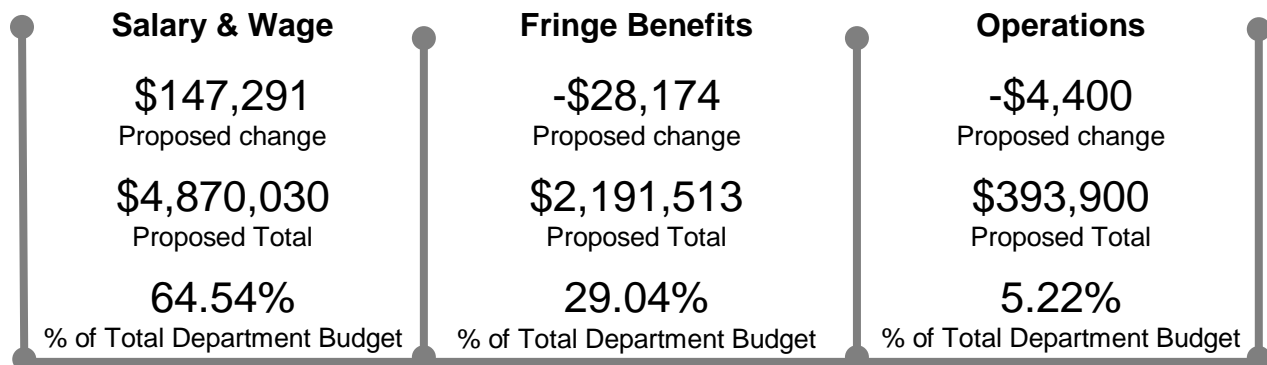 Salary & Wage
$147,291
Proposed change
$4,870,030
Proposed Total
64.54%
% of Total Department Budget
Fringe Benefits
-$28,174
Proposed change
$2,191,513
Proposed Total
29.04%
% of Total Department Budget
Operations
-$4,400
Proposed change
$393,900
Proposed Total
5.22%
% of Total Department Budget